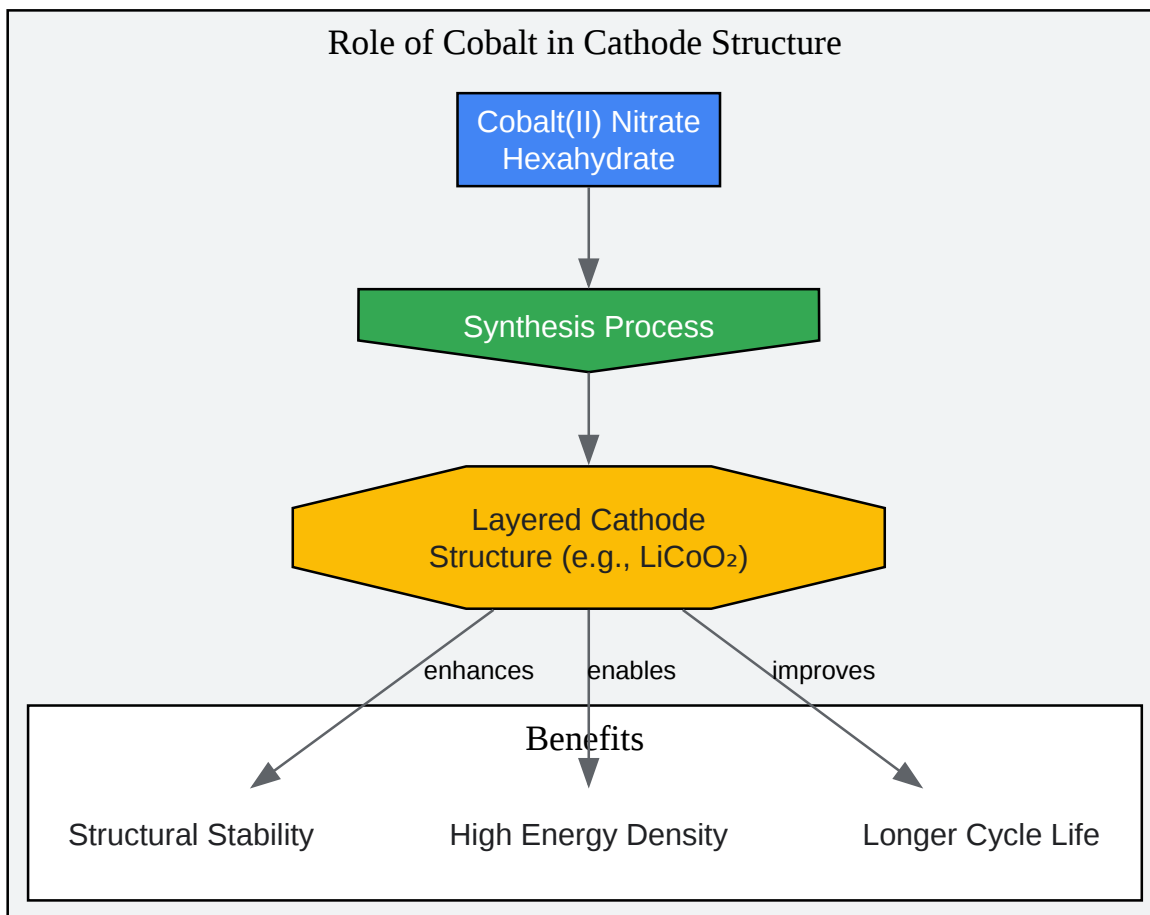 Role of Cobalt in Cathode Structure
Cobalt(II) Nitrate
Hexahydrate
Synthesis Process
Layered Cathode
Structure (e.g., LiCoO₂)
enhances
enables
improves
Benefits
Structural Stability
High Energy Density
Longer Cycle Life